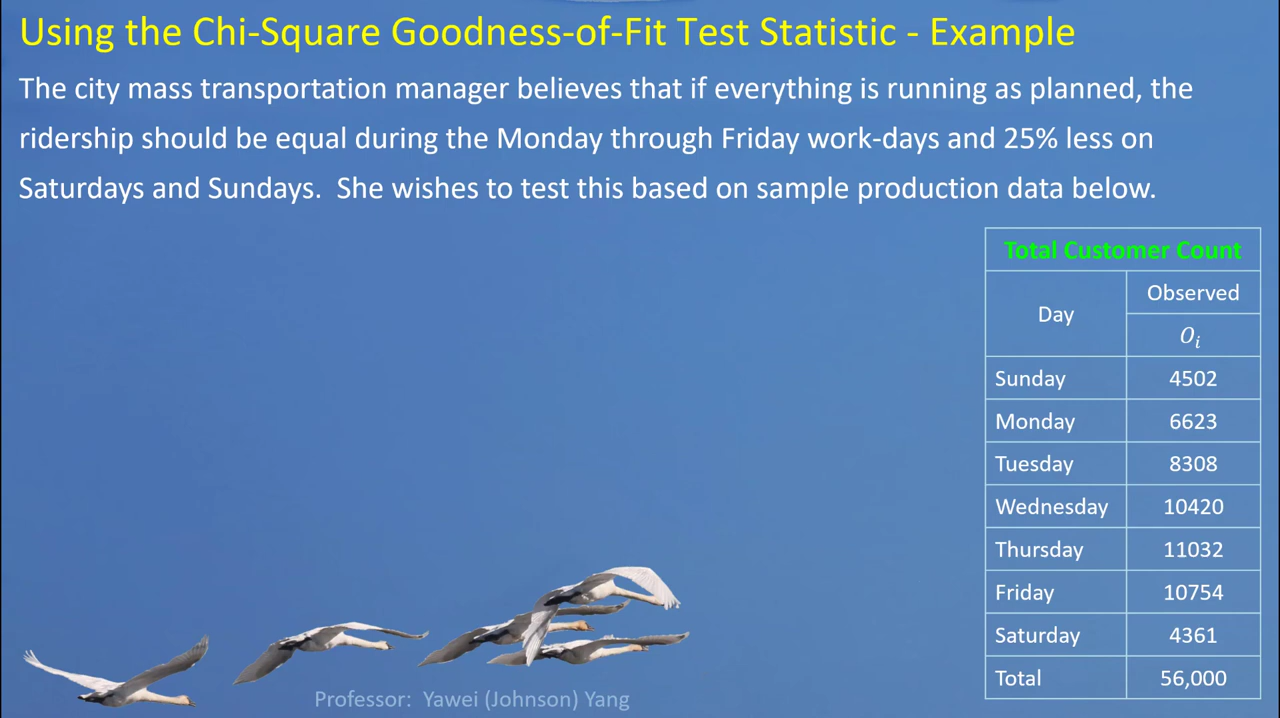 Using the Chi-Square Goodness-of-Fit Test Statistic - Example
The city mass transportation manager believes that if everything is running as planned, the
ridership should be equal during the Monday through Friday work-days and 25% less on
Saturdays and Sundays. She wishes to test this based on sample production data below.
Total Customer Count
Day
Observed
Oᵢ
Sunday 4502
Monday 6623
Tuesday 8308
Wednesday 10420
Thursday 11032
Friday 10754
Saturday 4361
Total 56,000
Professor: Yawei (Johnson) Yang